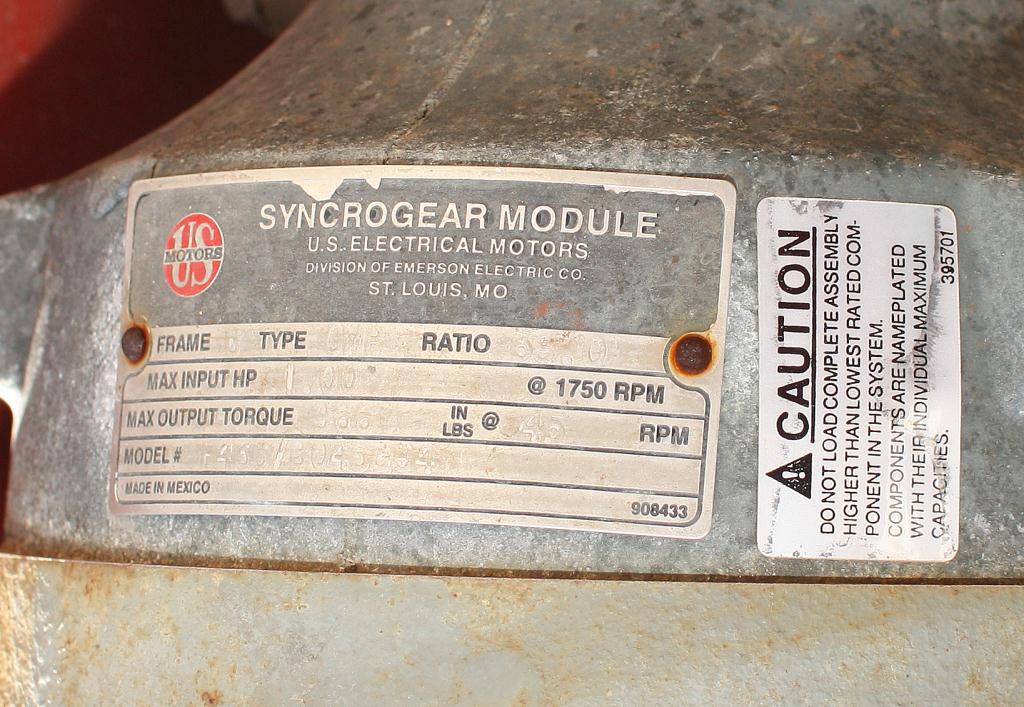 US
MOTORS
SYNCROGEAR MODULE
U.S. ELECTRICAL MOTORS
DIVISION OF EMERSON ELECTRIC CO.
ST. LOUIS, MO
FRAME TYPE RATIO
MAX INPUT HP 1.00 @ 1750 RPM
MAX OUTPUT TORQUE IN LBS @ 45 RPM
MODEL #
MADE IN MEXICO
908433
CAUTION
DO NOT LOAD COMPLETE ASSEMBLY
HIGHER THAN LOWEST RATED COM-
PONENT IN THE SYSTEM.
COMPONENTS ARE NAMEPLATED
WITH THEIR INDIVIDUAL MAXIMUM
CAPACITIES.
395701